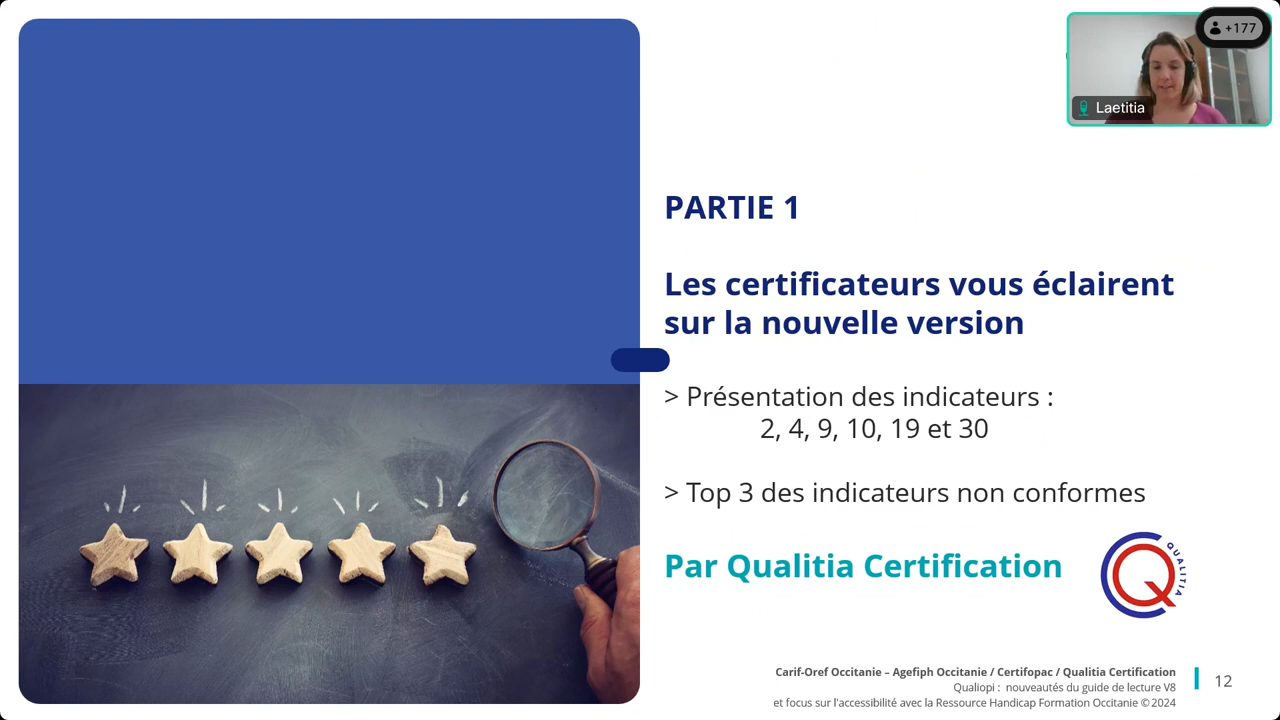 +177
Laetitia
PARTIE 1
Les certificateurs vous éclairent
sur la nouvelle version
> Présentation des indicateurs :
2, 4, 9, 10, 19 et 30
> Top 3 des indicateurs non conformes
Par Qualitia Certification
QUALITIA
Carif-Oref Occitanie – Agefiph Occitanie / Certifopac / Qualitia Certification
Qualiopi : nouveautés du guide de lecture V8
et focus sur l'accessibilité avec la Ressource Handicap Formation Occitanie © 2024
12